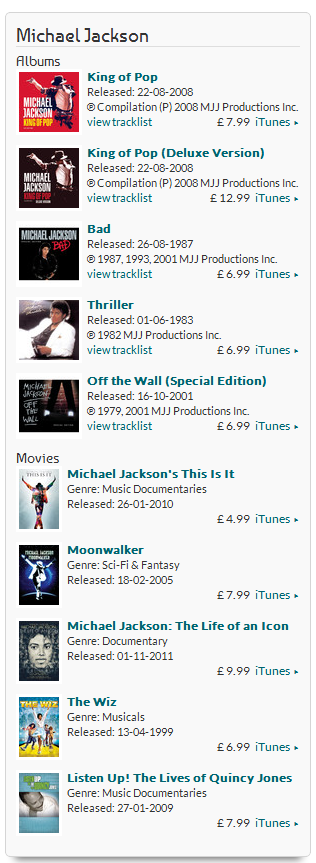 Michael Jackson
Albums
MICHAEL JACKSON KING OF POP
King of Pop
Released: 22-08-2008
℗ Compilation (P) 2008 MJJ Productions Inc.
view tracklist £ 7.99 iTunes ▸
MICHAEL JACKSON KING OF POP
King of Pop (Deluxe Version)
Released: 22-08-2008
℗ Compilation (P) 2008 MJJ Productions Inc.
view tracklist £ 12.99 iTunes ▸
MICHAEL JACKSON BAD
Bad
Released: 26-08-1987
℗ 1987, 1993, 2001 MJJ Productions Inc.
view tracklist £ 6.99 iTunes ▸
Thriller
Released: 01-06-1983
℗ 1982 MJJ Productions Inc.
view tracklist £ 6.99 iTunes ▸
MICHAEL JACKSON OFF THE WALL
Off the Wall (Special Edition)
Released: 16-10-2001
℗ 1979, 2001 MJJ Productions Inc.
view tracklist £ 6.99 iTunes ▸
Movies
THIS IS IT
Michael Jackson's This Is It
Genre: Music Documentaries
Released: 26-01-2010
£ 4.99 iTunes ▸
MOONWALKER
Moonwalker
Genre: Sci-Fi & Fantasy
Released: 18-02-2005
£ 7.99 iTunes ▸
Michael Jackson: The Life of an Icon
Genre: Documentary
Released: 01-11-2011
£ 9.99 iTunes ▸
THE WIZ
The Wiz
Genre: Musicals
Released: 13-04-1999
£ 6.99 iTunes ▸
Listen Up! The Lives of Quincy Jones
Genre: Music Documentaries
Released: 27-01-2009
£ 7.99 iTunes ▸